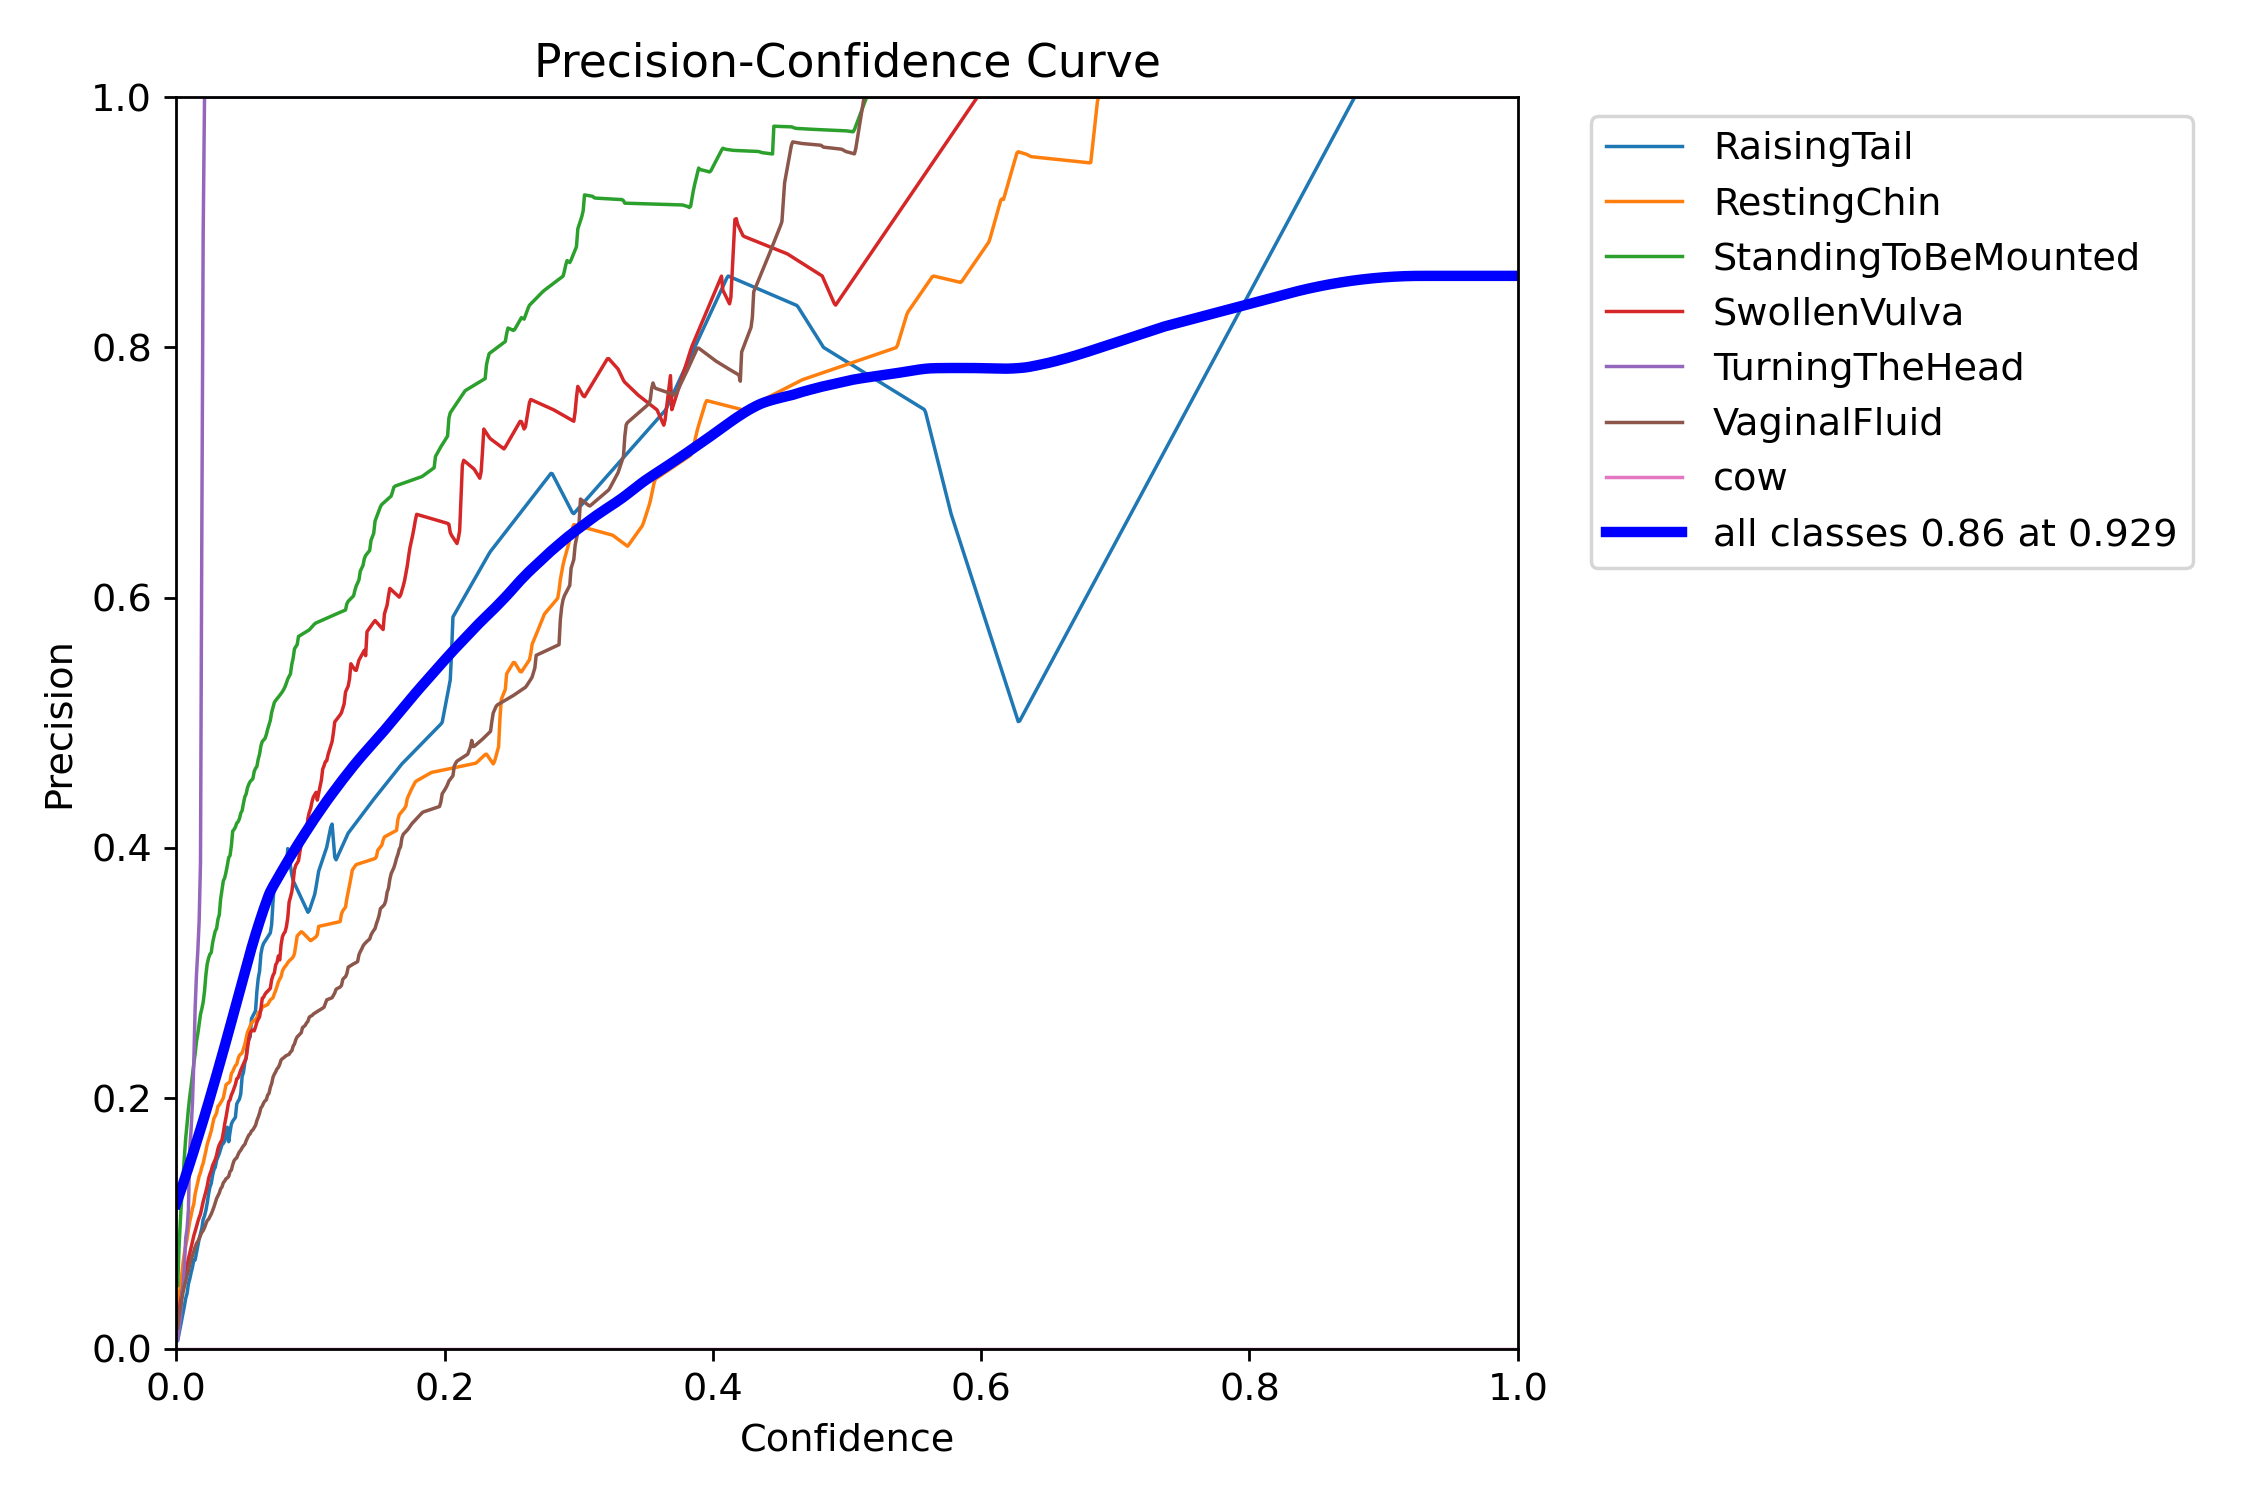 Precision-Confidence Curve
1.0
0.8
0.6
0.4
0.2
0.0
Precision
0.0 0.2 0.4 0.6 0.8 1.0
Confidence
RaisingTail
RestingChin
StandingToBeMounted
SwollenVulva
TurningTheHead
VaginalFluid
cow
all classes 0.86 at 0.929